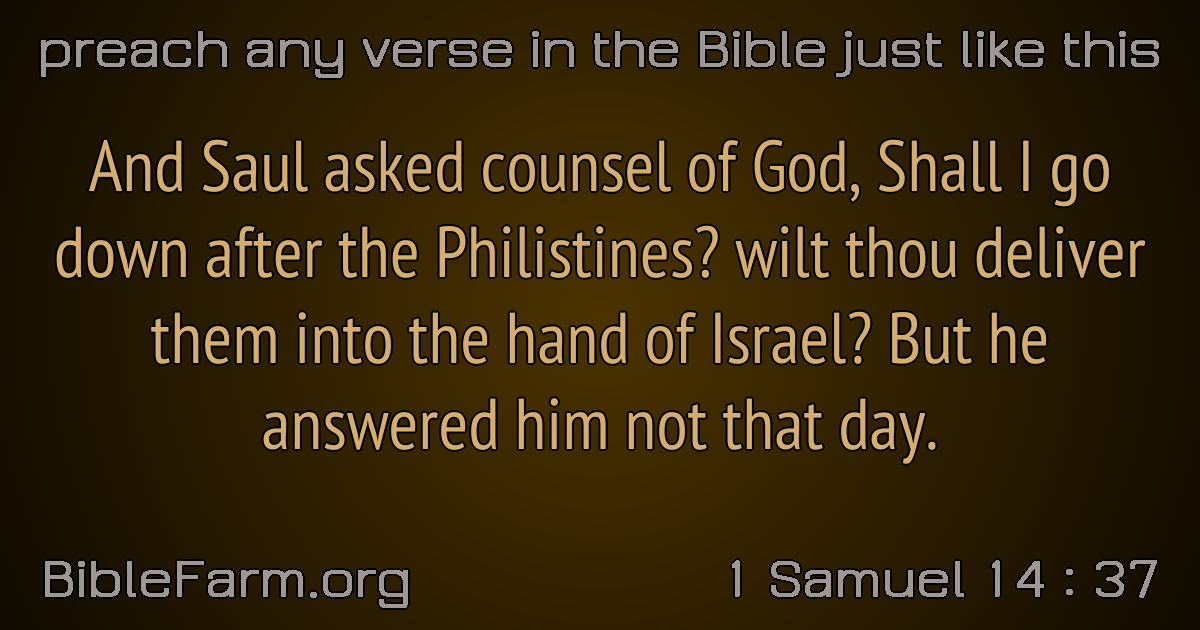 preach any verse in the Bible just like this
And Saul asked counsel of God, Shall I go
down after the Philistines? wilt thou deliver
them into the hand of Israel? But he
answered him not that day.
BibleFarm.org
1 Samuel 14 : 37